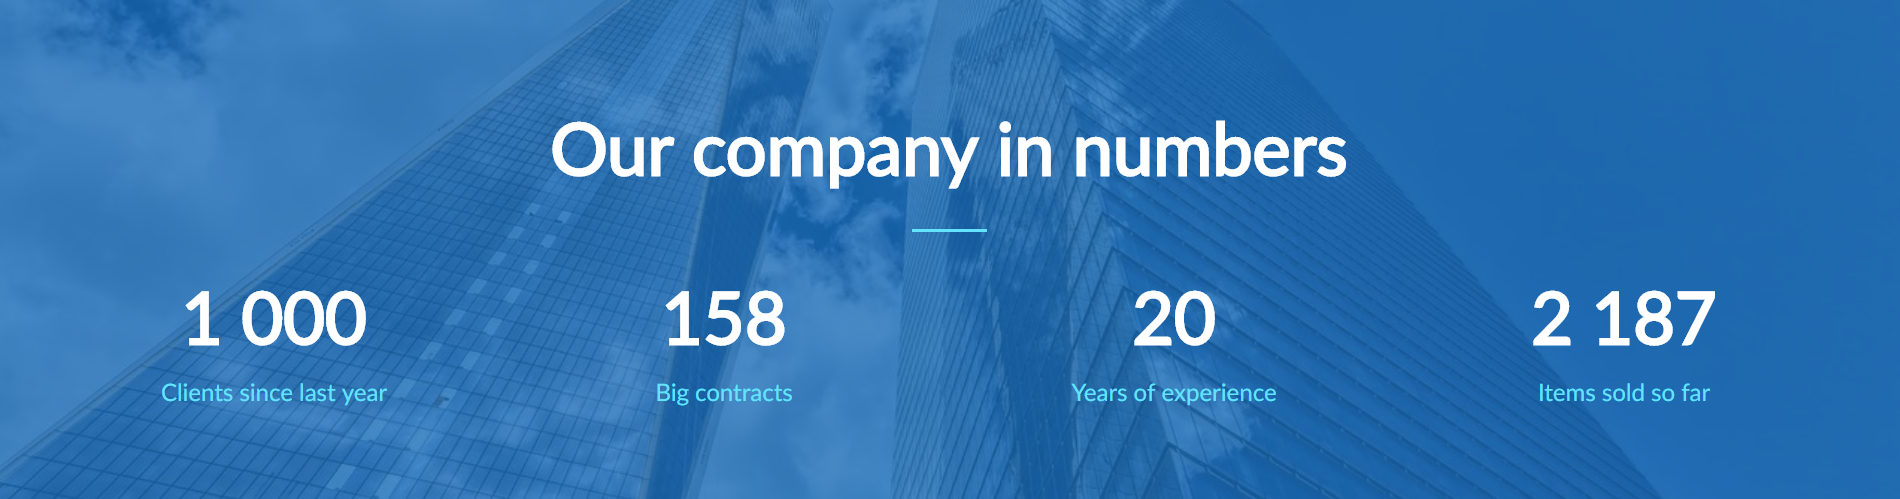 Our company in numbers
1 000
158
20
2 187
Clients since last year
Big contracts
Years of experience
Items sold so far